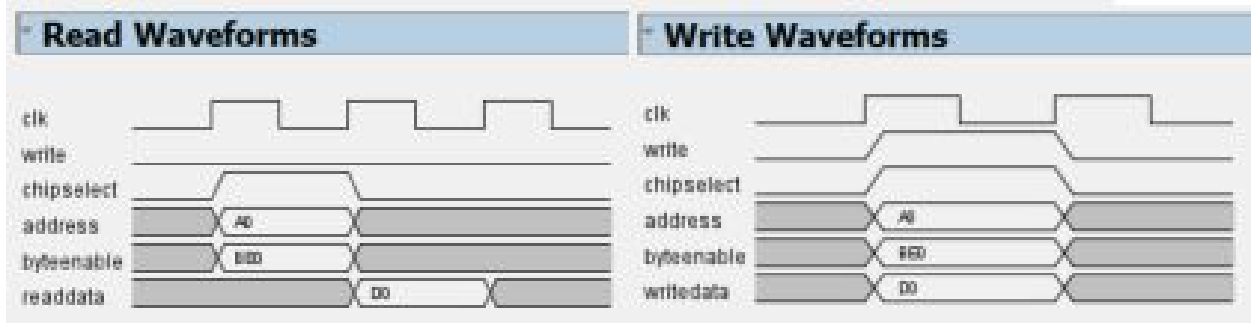 Read Waveforms
clk
write
chipselect
address A0
byteenable BE0
readdata D0
Write Waveforms
clk
write
chipselect
address A0
byteenable BE0
writedata D0